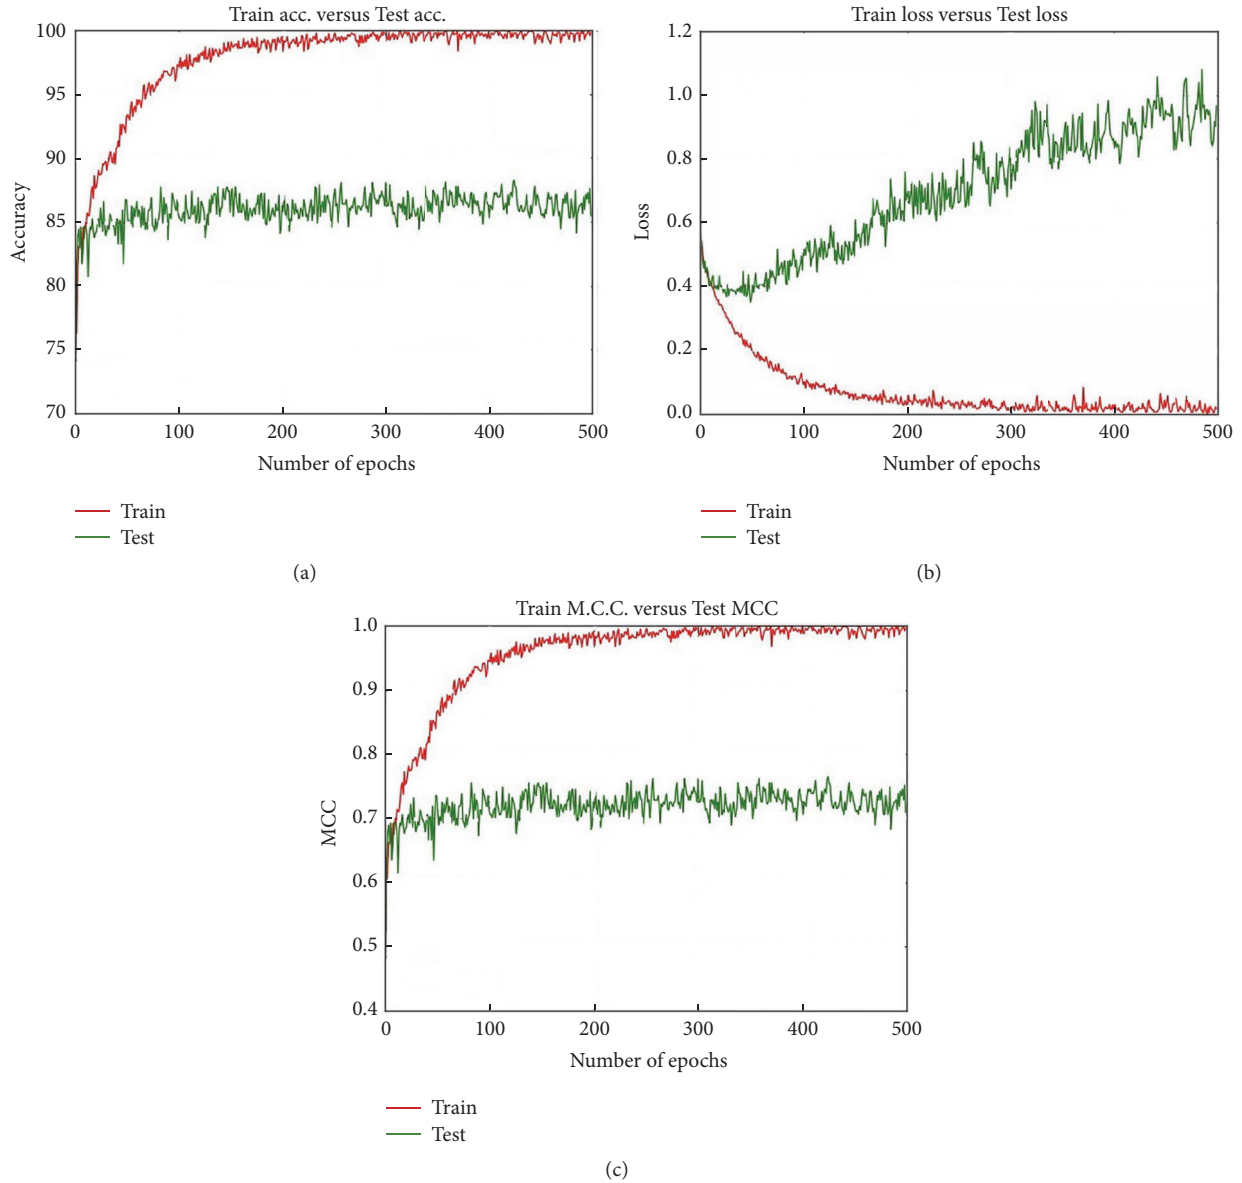 Train acc. versus Test acc.
100
95
90
85
80
75
70
Accuracy
0
100
200
300
400
500
Number of epochs
Train
Test
(a)
Train loss versus Test loss
1.2
1.0
0.8
0.6
0.4
0.2
0.0
Loss
0
100
200
300
400
500
Number of epochs
Train
Test
(b)
Train M.C.C. versus Test MCC
1.0
0.9
0.8
0.7
0.6
0.5
0.4
MCC
0
100
200
300
400
500
Number of epochs
Train
Test
(c)